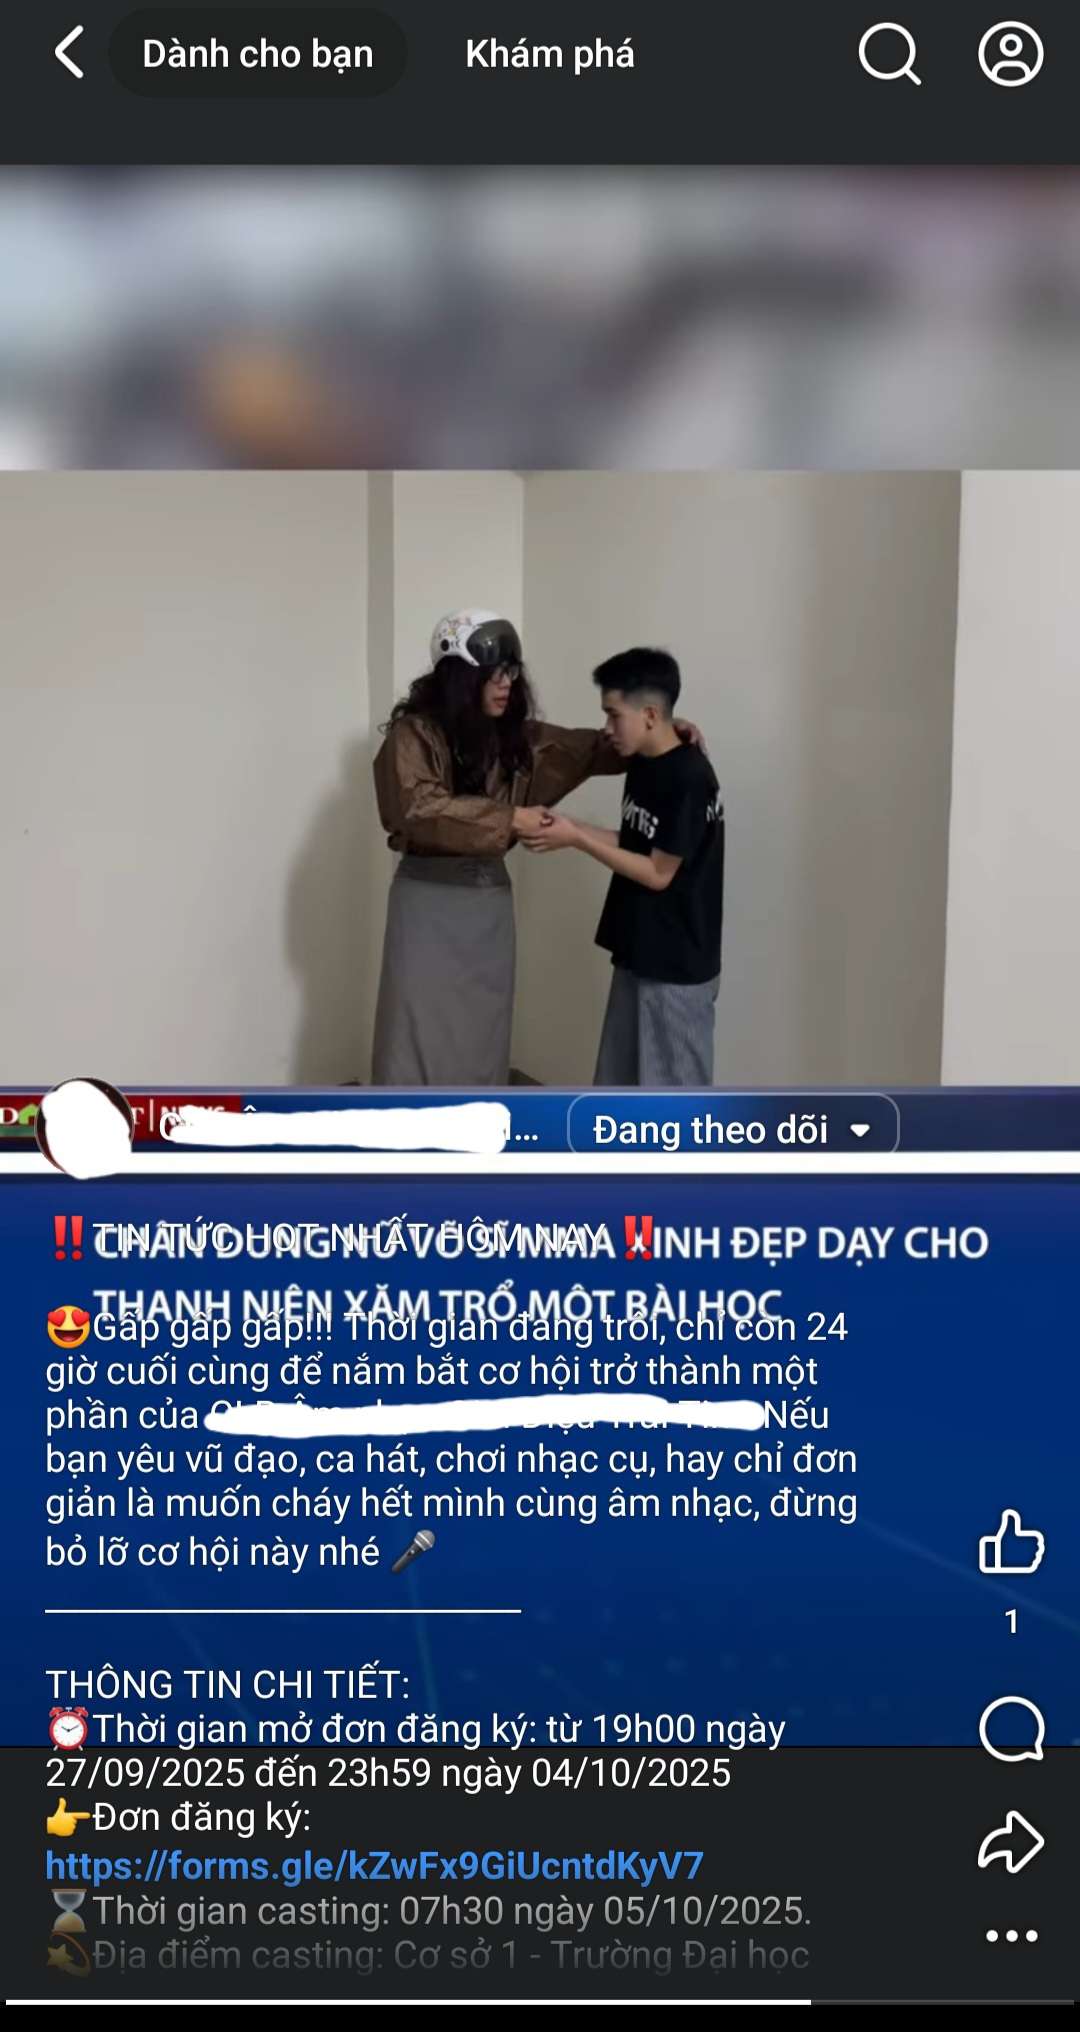 Dành cho bạn
Khám phá
Đang theo dõi
‼️TIN TỨC HOT NHẤT HÔM NAY‼️
CHÂN DUNG NỮ VÕ SĨ MMA XINH ĐẸP DẠY CHO
THANH NIÊN XĂM TRỔ MỘT BÀI HỌC
😍Gấp gấp gấp!!! Thời gian đang trôi, chỉ còn 24
giờ cuối cùng để nắm bắt cơ hội trở thành một
phần của
Nếu
bạn yêu vũ đạo, ca hát, chơi nhạc cụ, hay chỉ đơn
giản là muốn cháy hết mình cùng âm nhạc, đừng
bỏ lỡ cơ hội này nhé 🎤
THÔNG TIN CHI TIẾT:
⏰Thời gian mở đơn đăng ký: từ 19h00 ngày
27/09/2025 đến 23h59 ngày 04/10/2025
👉Đơn đăng ký:
https://forms.gle/kZwFx9GiUcntdKyV7
⏳Thời gian casting: 07h30 ngày 05/10/2025.
💫Địa điểm casting: Cơ sở 1 - Trường Đại học
1